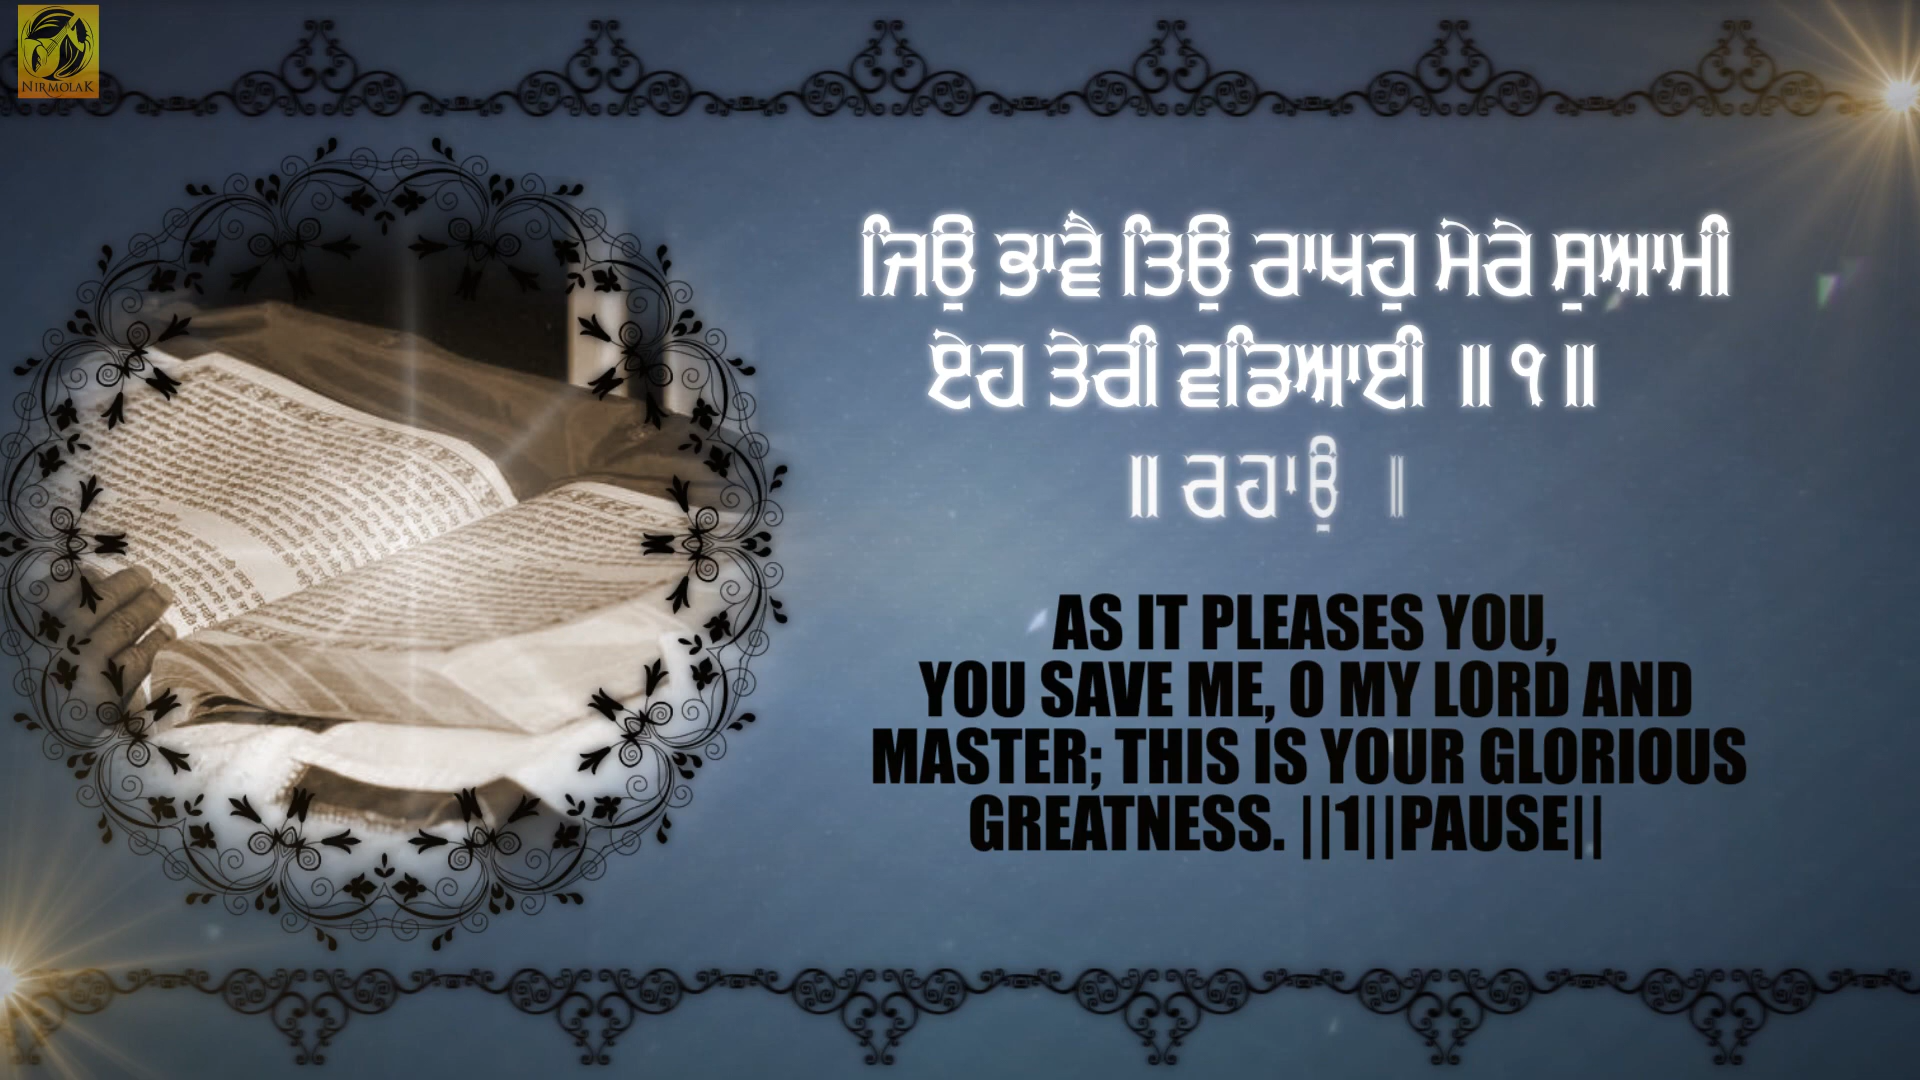 NIRMOLAK
ਜਿਉ ਭਾਵੈ ਤਿਉ ਰਾਖਹੁ ਮੇਰੇ ਸੁਆਮੀ
ਏਹ ਤੇਰੀ ਵਡਿਆਈ ॥੧॥
॥ ਰਹਾਉ ॥
AS IT PLEASES YOU,
YOU SAVE ME, O MY LORD AND
MASTER; THIS IS YOUR GLORIOUS
GREATNESS. ||1||PAUSE||